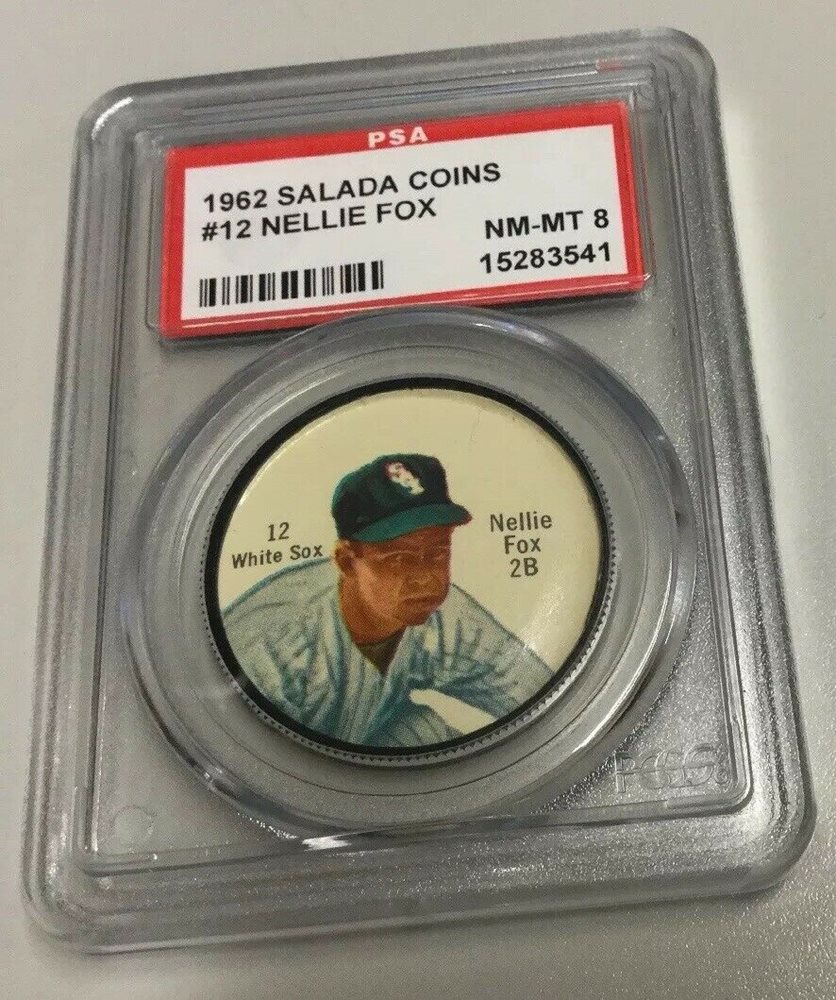 PSA
1962 SALADA COINS
#12 NELLIE FOX
NM-MT 8
15283541
12
White Sox
Nellie
Fox
2B